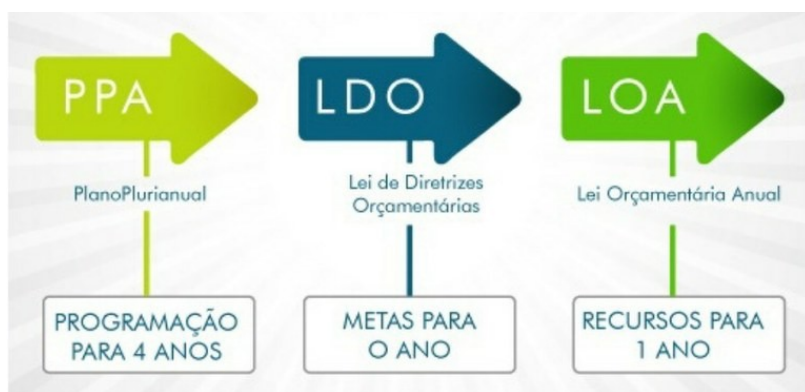 PPA
PlanoPlurianual
PROGRAMAÇÃO
PARA 4 ANOS
LDO
Lei de Diretrizes
Orçamentárias
METAS PARA
O ANO
LOA
Lei Orçamentária Anual
RECURSOS PARA
1 ANO